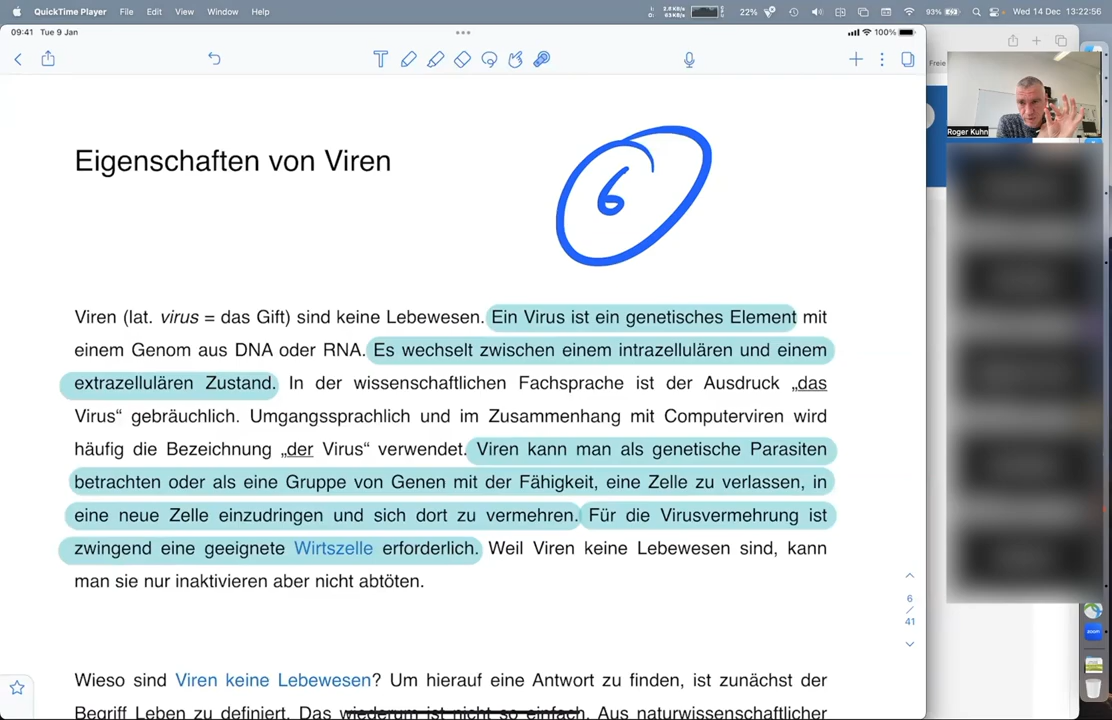 QuickTime Player File Edit View Window Help
22% 93% Wed 14 Dec 13:22:56
09:41 Tue 9 Jan
100%
Freie
Roger Kuhn
Eigenschaften von Viren
6
Viren (lat. virus = das Gift) sind keine Lebewesen. Ein Virus ist ein genetisches Element mit
einem Genom aus DNA oder RNA. Es wechselt zwischen einem intrazellulären und einem
extrazellulären Zustand. In der wissenschaftlichen Fachsprache ist der Ausdruck „das
Virus“ gebräuchlich. Umgangssprachlich und im Zusammenhang mit Computerviren wird
häufig die Bezeichnung „der Virus“ verwendet. Viren kann man als genetische Parasiten
betrachten oder als eine Gruppe von Genen mit der Fähigkeit, eine Zelle zu verlassen, in
eine neue Zelle einzudringen und sich dort zu vermehren. Für die Virusvermehrung ist
zwingend eine geeignete Wirtszelle erforderlich. Weil Viren keine Lebewesen sind, kann
man sie nur inaktivieren aber nicht abtöten.
6
/
41
zoom
Wieso sind Viren keine Lebewesen? Um hierauf eine Antwort zu finden, ist zunächst der
Begriff Leben zu definiert. Das wiederum ist nicht so einfach. Aus naturwissenschaftlicher